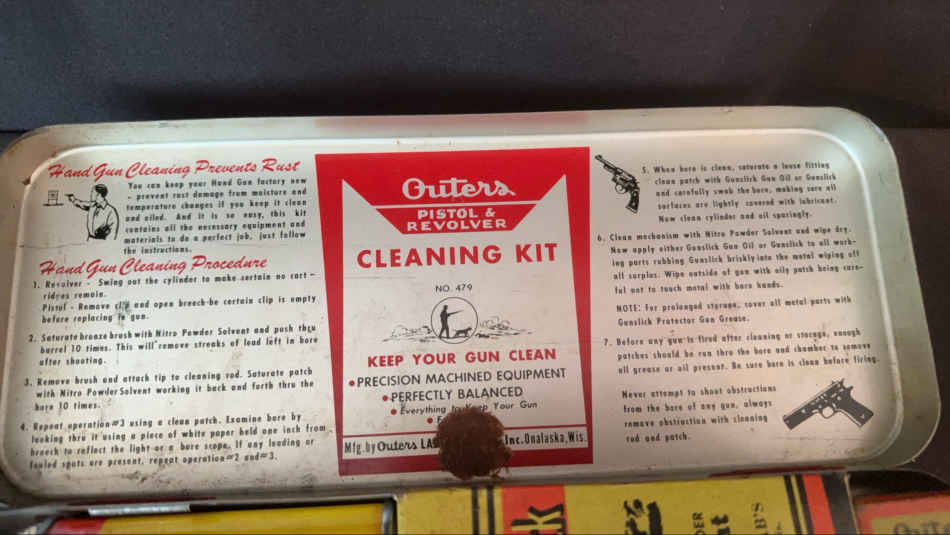 Hand Gun Cleaning Prevents Rust
You can keep your Hand Gun factory new
- prevent rust damage from moisture and
temperature changes if you keep it clean
and oiled. And it is so easy, this kit
contains all the necessary equipment and
materials to do a perfect job, just follow
the instructions.
Hand Gun Cleaning Procedure
1. Revolver - Swing out the cylinder to make certain no cart -
ridges remain.
Pistol - Remove clip and open breech-be certain clip is empty
before replacing in gun.
2. Saturate bronze brush with Nitro Powder Solvent and push thru
barrel 10 times. This will remove streaks of lead left in bore
after shooting.
3. Remove brush and attach tip to cleaning rod. Saturate patch
with Nitro Powder Solvent working it back and forth thru the
bore 10 times.
4. Repeat operation #3 using a clean patch. Examine bore by
looking thru it using a piece of white paper held one inch from
breech to reflect the light or a bore scope. If any leading or
fouled spots are present, repeat operation #2 and #3.
Outers
PISTOL &
REVOLVER
CLEANING KIT
NO. 479
KEEP YOUR GUN CLEAN
• PRECISION MACHINED EQUIPMENT
• PERFECTLY BALANCED
• Everything to Keep Your Gun
Mfg. by Outers Inc. Onalaska, Wis.
5. When bore is clean, saturate a loose fitting
clean patch with Gunslick Gun Oil or Gunslick
and carefully swab the bore, making sure all
surfaces are lightly covered with lubricant.
Now clean cylinder and oil sparingly.
6. Clean mechanism with Nitro Powder Solvent and wipe dry.
Now apply either Gunslick Gun Oil or Gunslick to all work-
ing parts rubbing Gunslick briskly into the metal wiping off
all surplus. Wipe outside of gun with oily patch being care-
ful not to touch metal with bare hands.
NOTE: For prolonged storage, cover all metal parts with
Gunslick Protector Gun Grease.
7. Before any gun is fired after cleaning or storage, enough
patches should be run thru the bore and chamber to remove
all grease or oil present. Be sure bore is clean before firing.
Never attempt to shoot obstructions
from the bore of any gun, always
remove obstruction with cleaning
rod and patch.